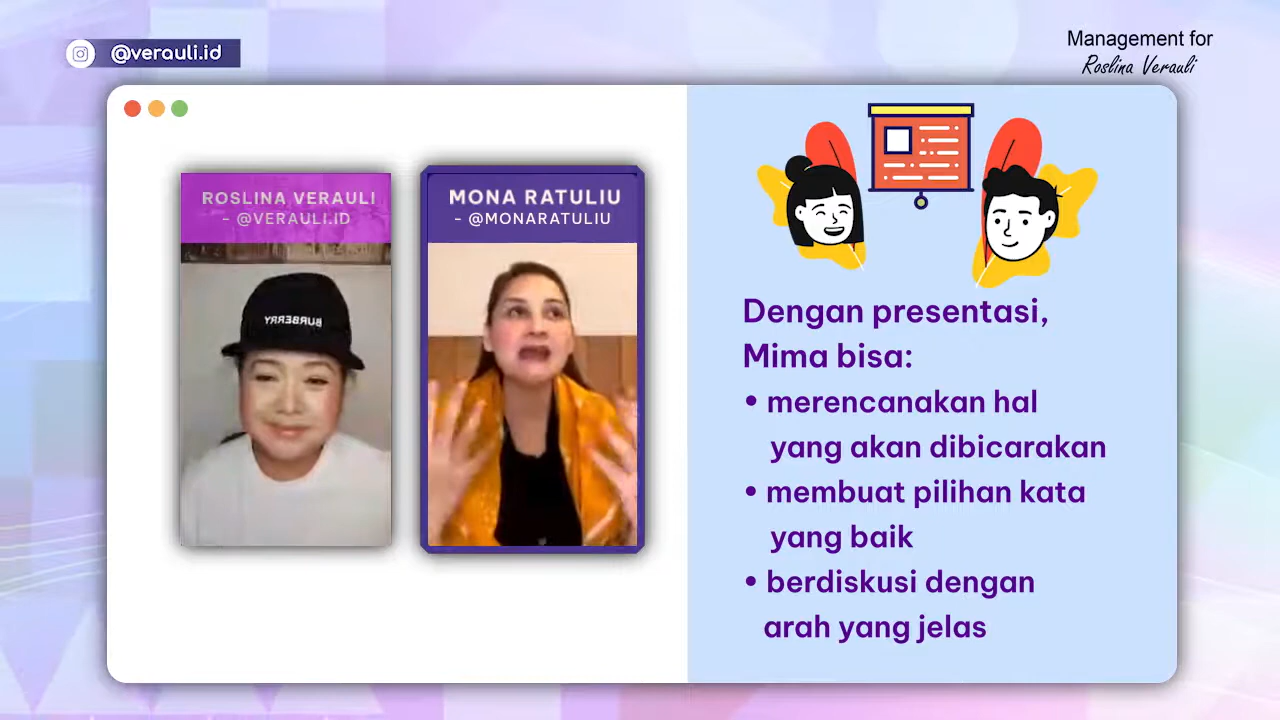 @verauli.id
Management for
Roslina Verauli
ROSLINA VERAULI
- @VERAULI.ID
MONA RATULIU
- @MONARATULIU
BURBERRY
Dengan presentasi,
Mima bisa:
• merencanakan hal
yang akan dibicarakan
• membuat pilihan kata
yang baik
• berdiskusi dengan
arah yang jelas